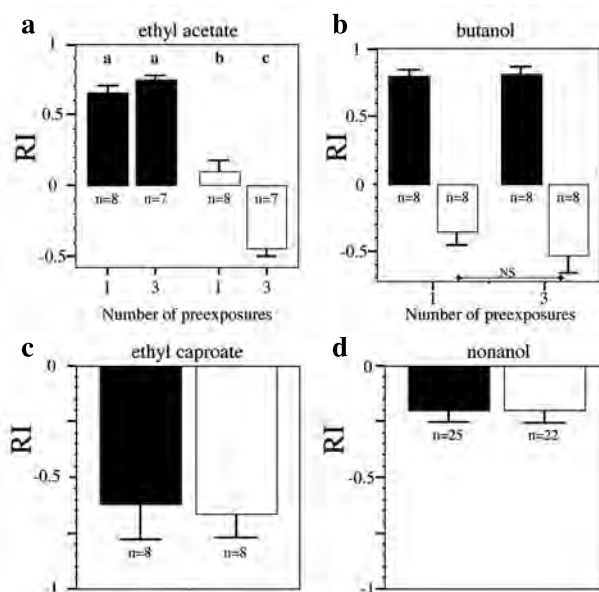 a
ethyl acetate
1
a a b c
0.5
RI
0
n=8 n=7 n=8 n=7
-0.5
1 3 1 3
Number of preexposures
b
butanol
1
0.5
RI
0
n=8 n=8 n=8 n=8
-0.5
NS
1 3
Number of preexposures
c
ethyl caproate
0
RI
-0.5
n=8 n=8
-1
d
nonanol
0
RI
n=25 n=22
-0.5
-1